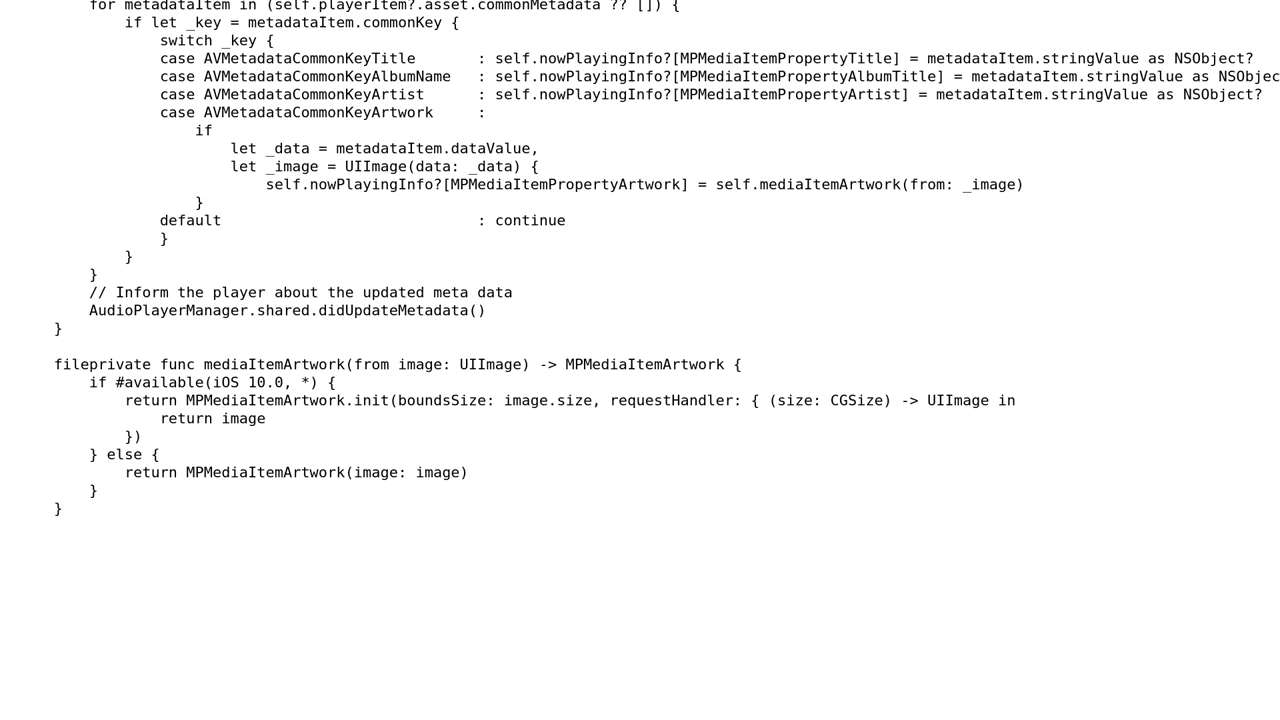 for metadataItem in (self.playerItem?.asset.commonMetadata ?? []) {
if let _key = metadataItem.commonKey {
switch _key {
case AVMetadataCommonKeyTitle : self.nowPlayingInfo?[MPMediaItemPropertyTitle] = metadataItem.stringValue as NSObject?
case AVMetadataCommonKeyAlbumName : self.nowPlayingInfo?[MPMediaItemPropertyAlbumTitle] = metadataItem.stringValue as NSObjec
case AVMetadataCommonKeyArtist : self.nowPlayingInfo?[MPMediaItemPropertyArtist] = metadataItem.stringValue as NSObject?
case AVMetadataCommonKeyArtwork :
if
let _data = metadataItem.dataValue,
let _image = UIImage(data: _data) {
self.nowPlayingInfo?[MPMediaItemPropertyArtwork] = self.mediaItemArtwork(from: _image)
}
default : continue
}
}
}
// Inform the player about the updated meta data
AudioPlayerManager.shared.didUpdateMetadata()
}
fileprivate func mediaItemArtwork(from image: UIImage) -> MPMediaItemArtwork {
if #available(iOS 10.0, *) {
return MPMediaItemArtwork.init(boundsSize: image.size, requestHandler: { (size: CGSize) -> UIImage in
return image
})
} else {
return MPMediaItemArtwork(image: image)
}
}